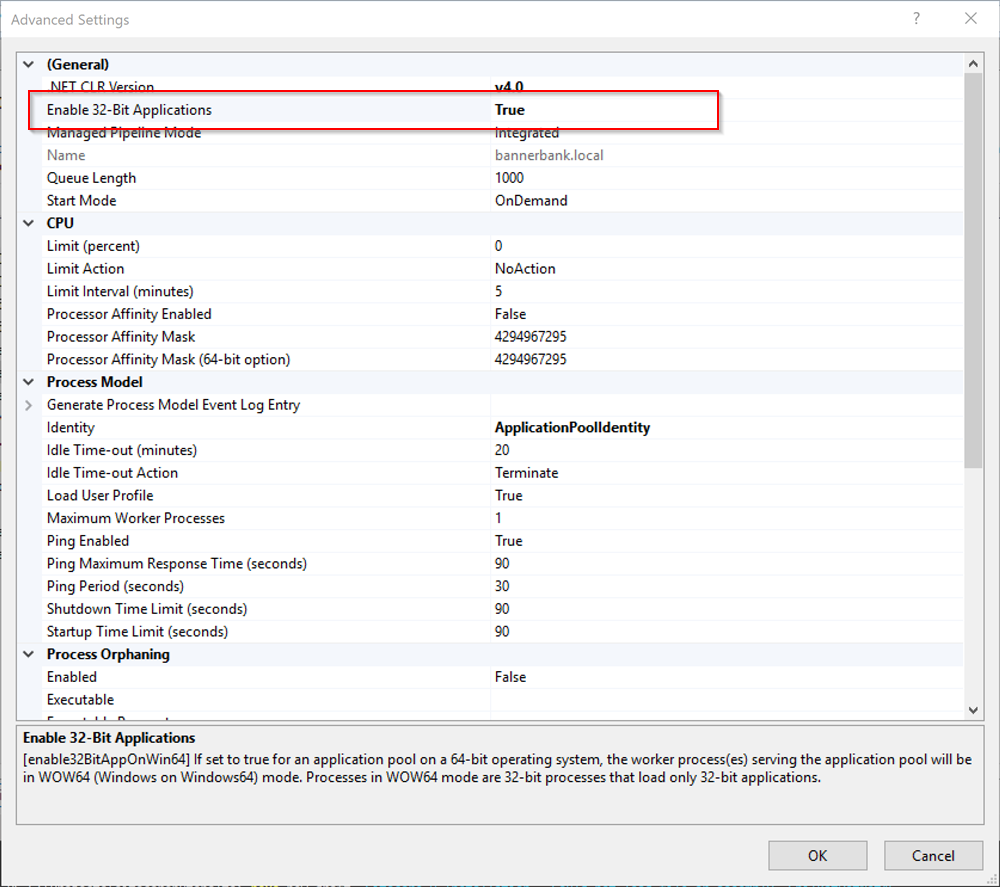 Advanced Settings ?
(General)
.NET CLR Version v4.0
Enable 32-Bit Applications True
Managed Pipeline Mode Integrated
Name bannerbank.local
Queue Length 1000
Start Mode OnDemand
CPU
Limit (percent) 0
Limit Action NoAction
Limit Interval (minutes) 5
Processor Affinity Enabled False
Processor Affinity Mask 4294967295
Processor Affinity Mask (64-bit option) 4294967295
Process Model
Generate Process Model Event Log Entry
Identity ApplicationPoolIdentity
Idle Time-out (minutes) 20
Idle Time-out Action Terminate
Load User Profile True
Maximum Worker Processes 1
Ping Enabled True
Ping Maximum Response Time (seconds) 90
Ping Period (seconds) 30
Shutdown Time Limit (seconds) 90
Startup Time Limit (seconds) 90
Process Orphaning
Enabled False
Executable
Enable 32-Bit Applications
[enable32BitAppOnWin64] If set to true for an application pool on a 64-bit operating system, the worker process(es) serving the application pool will be
in WOW64 (Windows on Windows64) mode. Processes in WOW64 mode are 32-bit processes that load only 32-bit applications.
OK Cancel